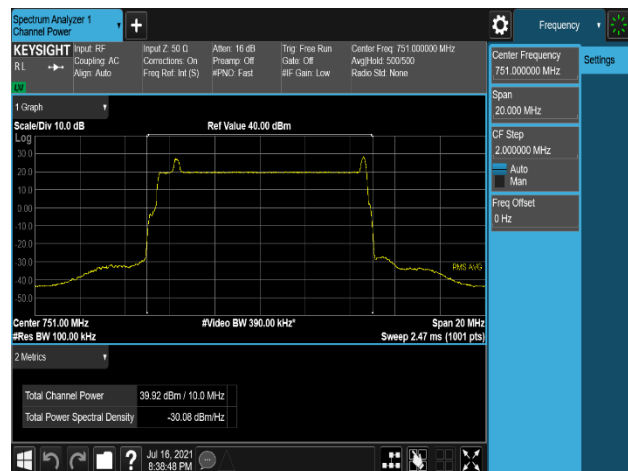 Spectrum Analyzer 1
Channel Power
Frequency
KEYSIGHT
RL
Align: Auto
Input: RF
Coupling: AC
Input Z: 50 Ω
Corrections: On
Freq Ref: Int (S)
Atten: 16 dB
Preamp: Off
#PNO: Fast
Trig: Free Run
Gate: Off
#IF Gain: Low
Center Freq: 751.000000 MHz
Avg|Hold: 500/500
Radio Std: None
Center Frequency
751.000000 MHz
Settings
Span
20.000 MHz
CF Step
2.000000 MHz
Auto
Man
Freq Offset
0 Hz
1 Graph
Scale/Div 10.0 dB
Ref Value 40.00 dBm
Log
30.0
20.0
10.0
0.00
-10.0
-20.0
-30.0
-40.0
-50.0
RMS AVG
Center 751.00 MHz
#Video BW 390.00 kHz*
Span 20 MHz
#Res BW 100.00 kHz
Sweep 2.47 ms (1001 pts)
2 Metrics
Total Channel Power 39.92 dBm / 10.0 MHz
Total Power Spectral Density -30.08 dBm/Hz
?
Jul 16, 2021
8:38:48 PM